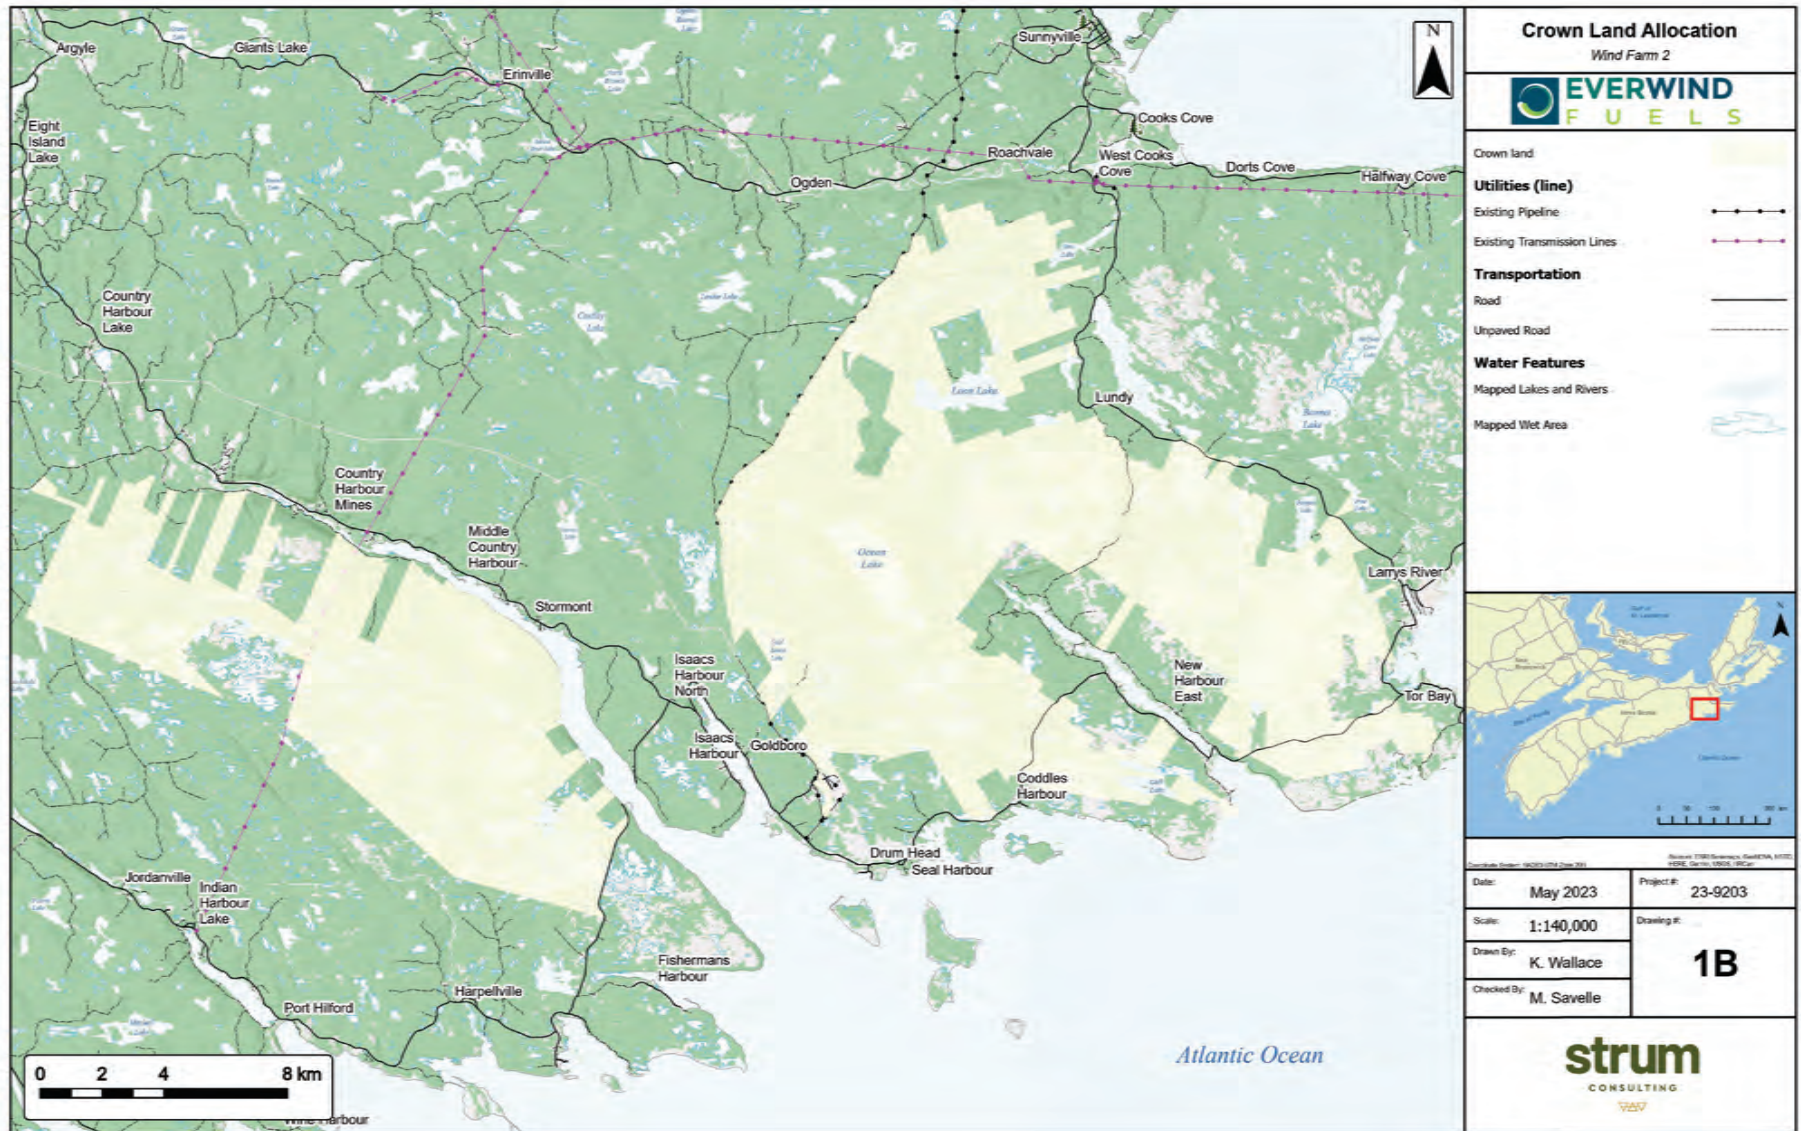 Crown Land Allocation
Wind Farm 2
EVERWIND
FUELS
Crown land
Utilities (line)
Existing Pipeline
Existing Transmission Lines
Transportation
Road
Unpaved Road
Water Features
Mapped Lakes and Rivers
Mapped Wet Area
N
Argyle
Giants Lake
Erinville
Sunnyville
Eight
Island
Lake
Cooks Cove
Roachvale
West Cooks
Cove
Dorts Cove
Halfway Cove
Ogden
Country
Harbour
Lake
Loon Lake
Lundy
Country
Harbour
Mines
Middle
Country
Harbour
Ocean
Lake
Larrys River
Stormont
Isaacs
Harbour
North
New
Harbour
East
Tor Bay
Isaacs
Harbour
Goldboro
Coddles
Harbour
Drum Head
Seal Harbour
Jordanville
Indian
Harbour
Lake
Fishermans
Harbour
Harpellville
Port Hilford
Atlantic Ocean
0 2 4 8 km
Harbour
N
Date:
May 2023
Project #:
23-9203
Scale:
1:140,000
Drawing #:
1B
Drawn By:
K. Wallace
Checked By:
M. Savelle
strum
CONSULTING